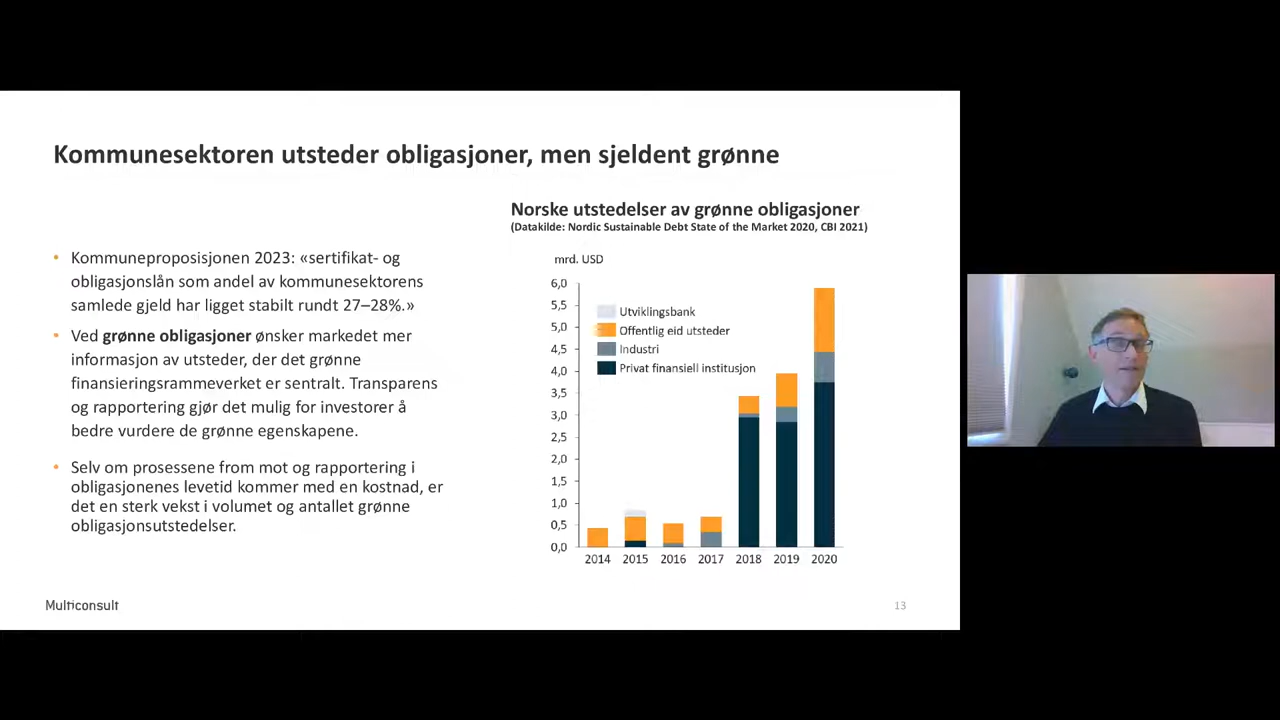 Kommunesektoren utsteder obligasjoner, men sjeldent grønne
• Kommuneproposisjonen 2023: «sertifikat- og
obligasjonslån som andel av kommunesektorens
samlede gjeld har ligget stabilt rundt 27–28%.»
• Ved grønne obligasjoner ønsker markedet mer
informasjon av utsteder, der det grønne
finansieringsrammeverket er sentralt. Transparens
og rapportering gjør det mulig for investorer å
bedre vurdere de grønne egenskapene.
• Selv om prosessene from mot og rapportering i
obligasjonenes levetid kommer med en kostnad, er
det en sterk vekst i volumet og antallet grønne
obligasjonsutstedelser.
Norske utstedelser av grønne obligasjoner
(Datakilde: Nordic Sustainable Debt State of the Market 2020, CBI 2021)
mrd. USD
6,0
5,5
5,0
4,5
4,0
3,5
3,0
2,5
2,0
1,5
1,0
0,5
0,0
Utviklingsbank
Offentlig eid utsteder
Industri
Privat finansiell institusjon
2014 2015 2016 2017 2018 2019 2020
Multiconsult
13